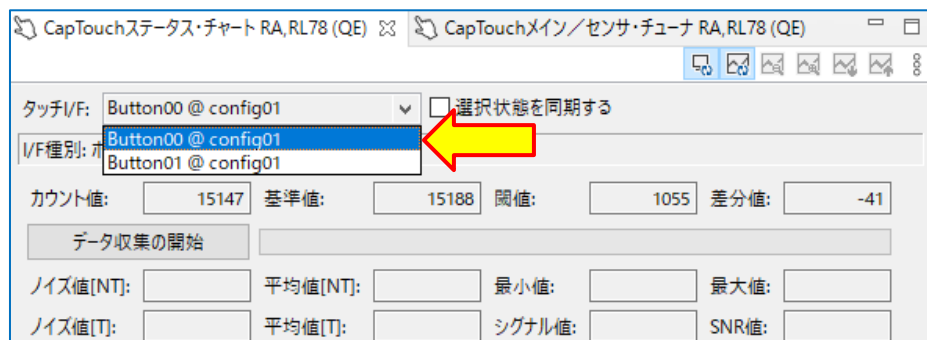 CapTouchステータス・チャート RA,RL78 (QE) CapTouchメイン／センサ・チューナ RA,RL78 (QE)
タッチI/F: Button00 @ config01 選択状態を同期する
Button00 @ config01
I/F種別:
Button01 @ config01
カウント値: 15147 基準値: 15188 閾値: 1055 差分値: -41
データ収集の開始
ノイズ値[NT]: 平均値[NT]: 最小値: 最大値:
ノイズ値[T]: 平均値[T]: シグナル値: SNR値: